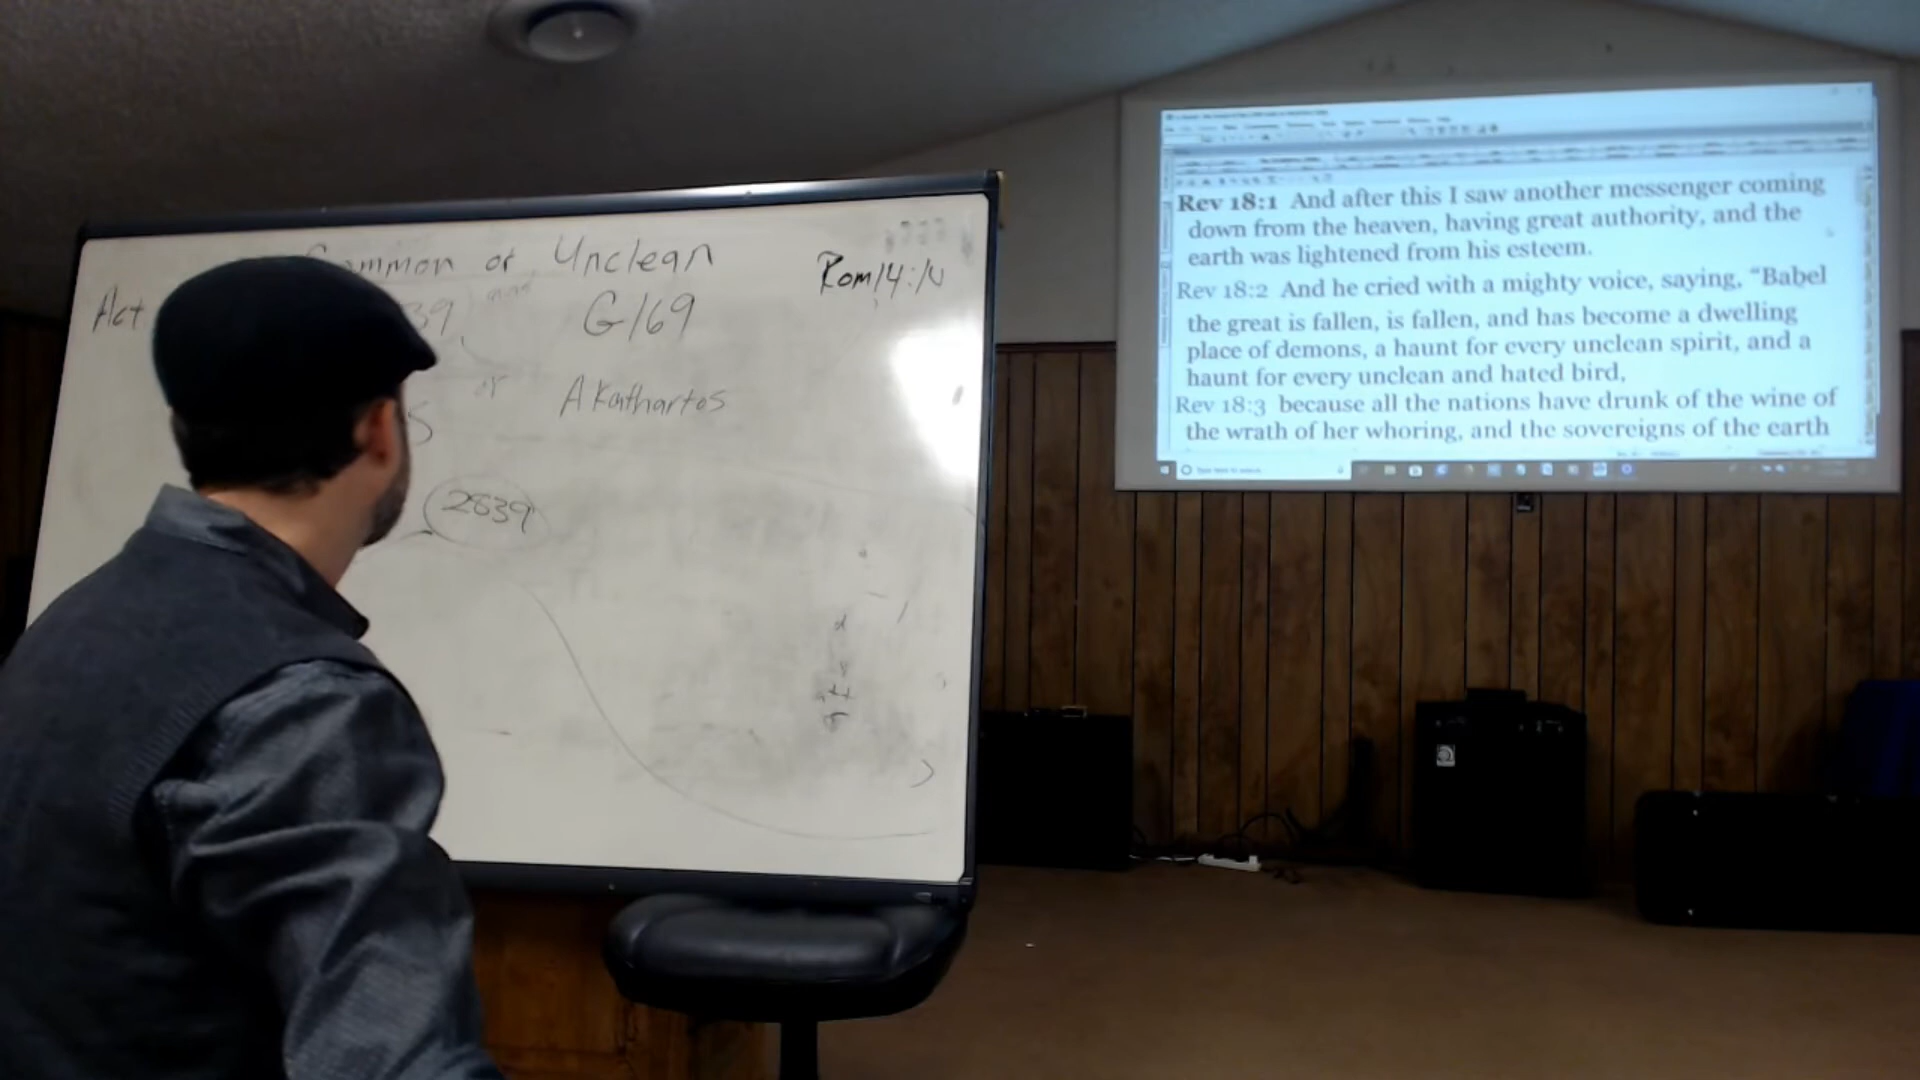 Common or Unclean
Rom 14:14
Act
39
G169
or
AKathartos
S
2839
Rev 18:1 And after this I saw another messenger coming
down from the heaven, having great authority, and the
earth was lightened from his esteem.
Rev 18:2 And he cried with a mighty voice, saying, “Babel
the great is fallen, is fallen, and has become a dwelling
place of demons, a haunt for every unclean spirit, and a
haunt for every unclean and hated bird,
Rev 18:3 because all the nations have drunk of the wine of
the wrath of her whoring, and the sovereigns of the earth